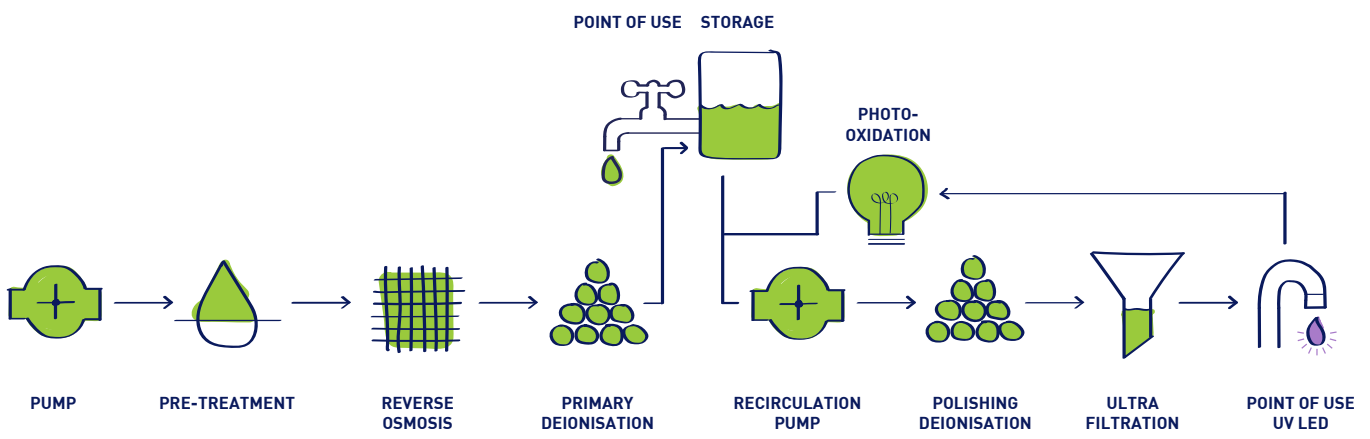 POINT OF USE
STORAGE
PHOTO-
OXIDATION
PUMP
PRE-TREATMENT
REVERSE
OSMOSIS
PRIMARY
DEIONISATION
RECIRCULATION
PUMP
POLISHING
DEIONISATION
ULTRA
FILTRATION
POINT OF USE
UV LED